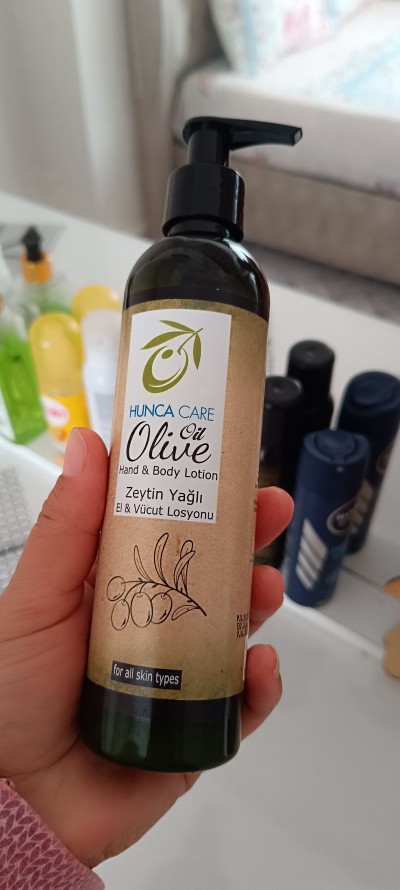 HUNCA CARE
Olive Oil
Hand & Body Lotion
Zeytin Yağlı
El & Vücut Losyonu
for all skin types